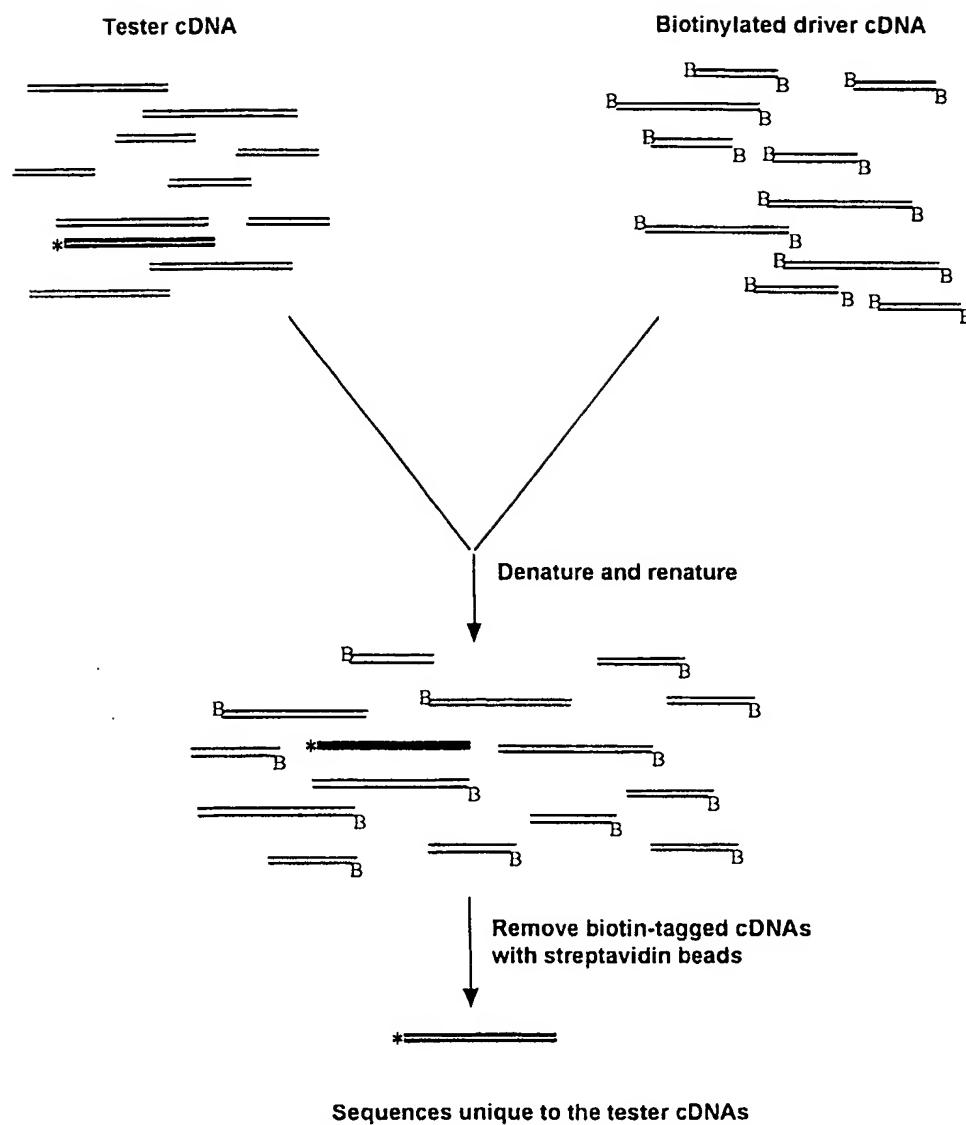 Tester cDNA
Biotinylated driver cDNA
B B
B B
B B
B B
B B
B B
B B
*
B B
B B
B B
Denature and renature
B
B
B
B
B
B
*
B
B
B
B
B
B
B
B
Remove biotin-tagged cDNAs
with streptavidin beads
*
Sequences unique to the tester cDNAs